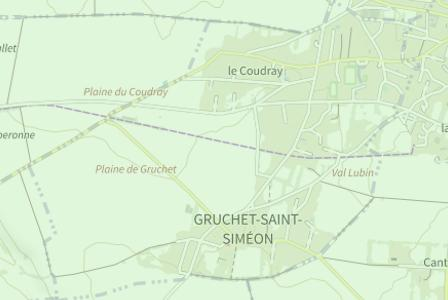 le Coudray
Plaine du Coudray
Plaine de Gruchet
Val Lubin
GRUCHET-SAINT-
SIMÉON